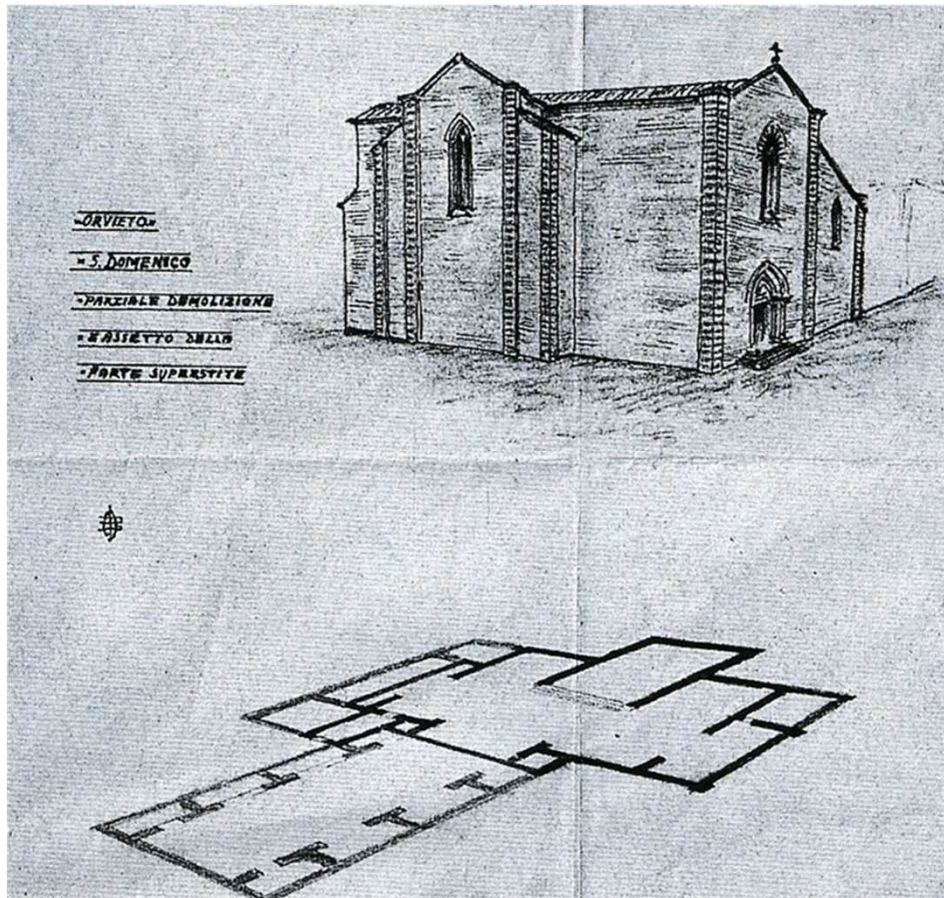 "ORVIETO"
" S. DOMENICO
" PARZIALE DEMOLIZIONE
" E ASSETTO DELLA
" PARTE SUPERSTITE